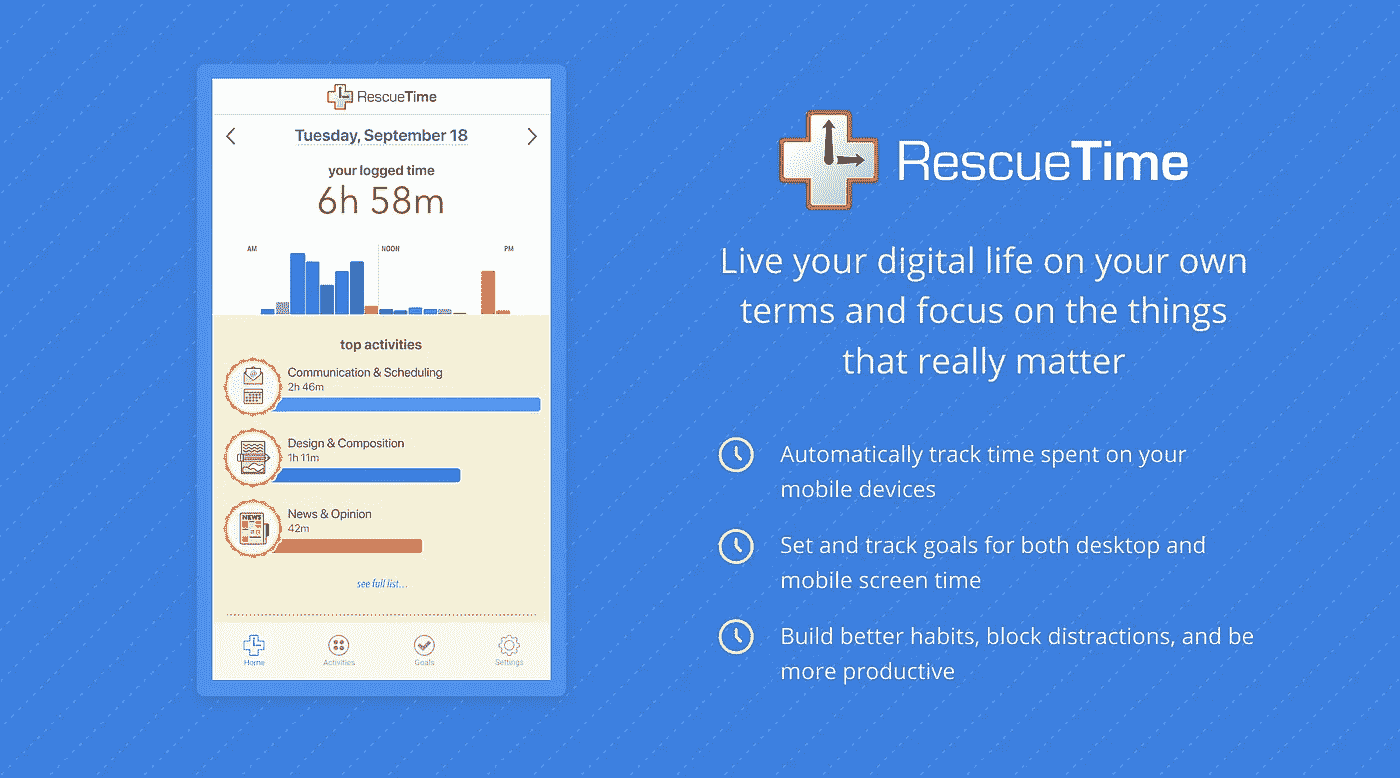 RescueTime
Tuesday, September 18
your logged time
6h 58m
AM
NOON
PM
top activities
Communication & Scheduling
2h 46m
Design & Composition
1h 11m
NEWS
News & Opinion
42m
see full list...
Home
Activities
Goals
Settings
RescueTime
Live your digital life on your own
terms and focus on the things
that really matter
Automatically track time spent on your
mobile devices
Set and track goals for both desktop and
mobile screen time
Build better habits, block distractions, and be
more productive